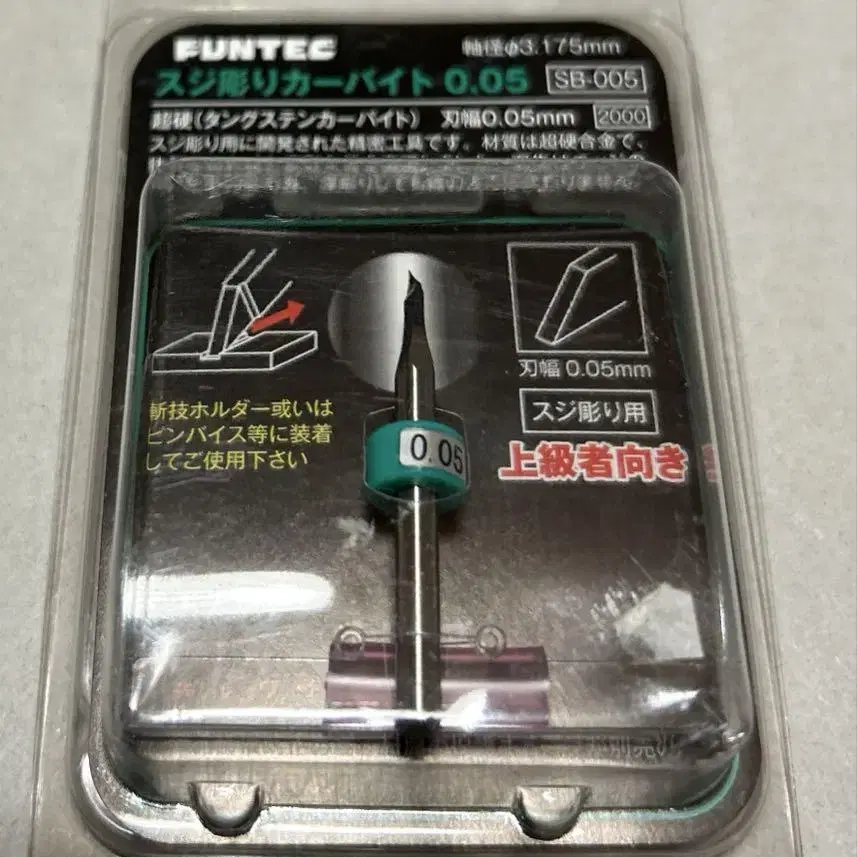 FUNTEC 軸径φ3.175mm
スジ彫りカーバイト 0.05 SB-005
超硬(タングステンカーバイト) 刃幅0.05mm 2000
スジ彫り用に開発された精密工具です。材質は超硬合金で、
刃幅 0.05mm
スジ彫り用
上級者向き
斬技ホルダー或いは
ピンバイス等に装着
してご使用下さい
0.05